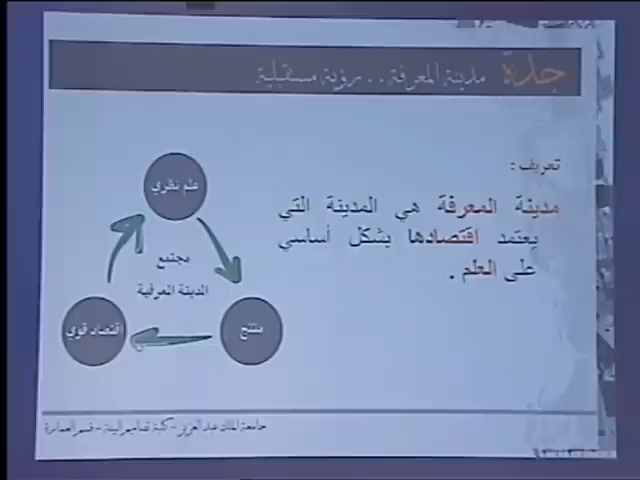 جدة مدينة المعرفة . . رؤية مستقبلية
تعريف :
مدينة المعرفة هي المدينة التي
يعتمد اقتصادها بشكل أساسي
على العلم .
علم نظري
مجتمع
المدينة المعرفية
اقتصاد قوي
منتج
جامعة الملك عبد العزيز - كلية تصاميم البيئة - قسم العمارة